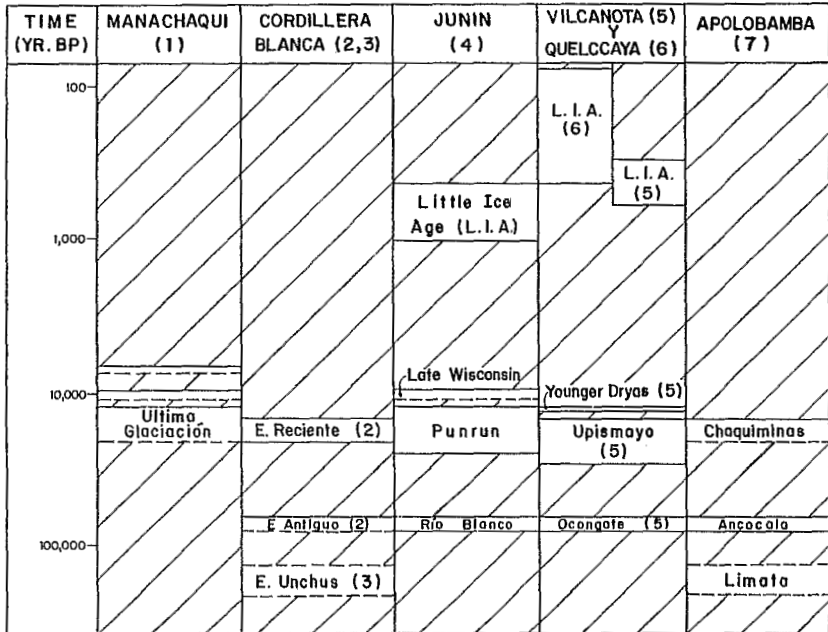 TIME
(YR. BP)
MANACHAQUI
(1)
CORDILLERA
BLANCA (2,3)
JUNIN
(4)
VILCANOTA (5)
Y
QUELCCAYA (6)
APOLOBAMBA
(7)
100
1,000
10,000
100,000
Ultima
Glaciación
E. Reciente (2)
E Antiguo (2)
E. Unchus (3)
Little Ice
Age (L.I.A.)
Late Wisconsin
Punrun
Río Blanco
L. I. A.
(6)
L.I.A.
(5)
Younger Dryas (5)
Upismayo
(5)
Ocongate (5)
Chaquiminas
Ancocala
Limata